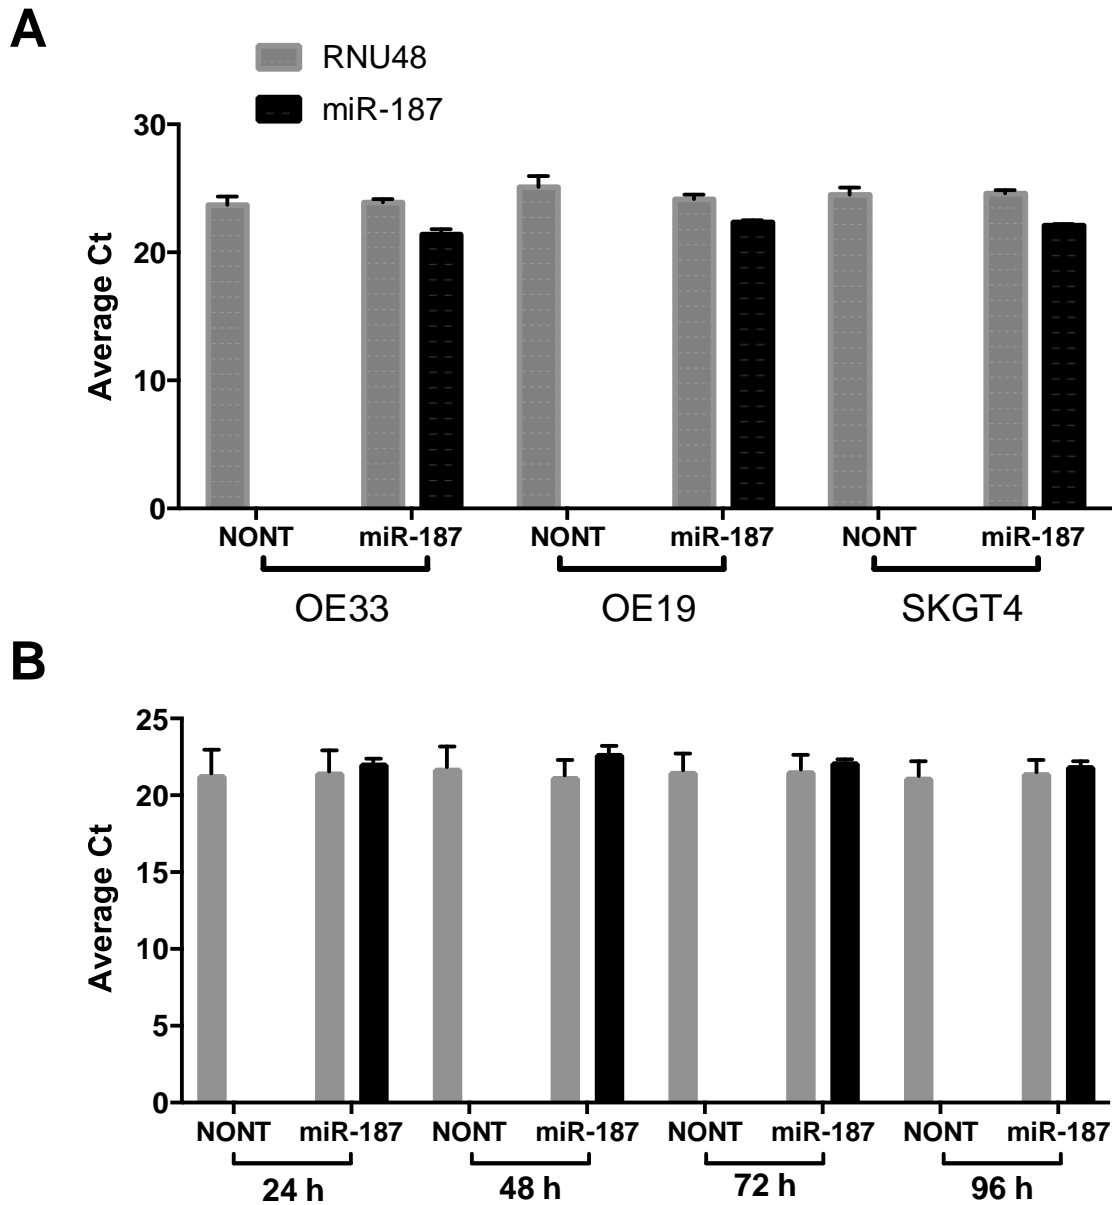 A
RNU48
miR-187
30
20
10
0
Average Ct
NONT miR-187 NONT miR-187 NONT miR-187
OE33 OE19 SKGT4
B
25
20
15
10
5
0
Average Ct
NONT miR-187 NONT miR-187 NONT miR-187 NONT miR-187
24 h 48 h 72 h 96 h